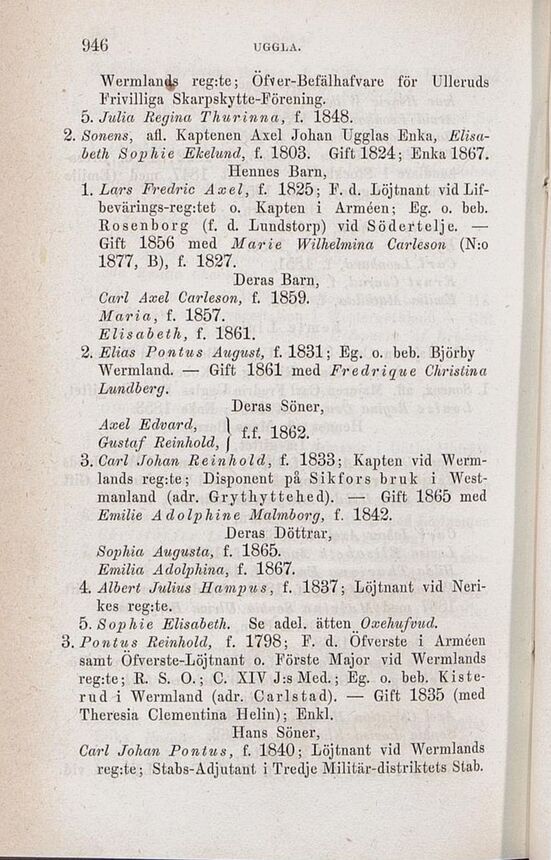 946
UGGLA.
Wermlands reg:te; Öfver-Befälhafvare för Ulleruds
Frivilliga Skarpskytte-Förening.
5. Julia Regina Thurinna, f. 1848.
2. Sonens, afl. Kaptenen Axel Johan Ugglas Enka, Elisa-
beth Sophie Ekelund, f. 1803. Gift 1824; Enka 1867.
Hennes Barn,
1. Lars Fredric Axel, f. 1825; F. d. Löjtnant vid Lif-
bevärings-reg:tet o. Kapten i Arméen; Eg. o. beb.
Rosenborg (f. d. Lundstorp) vid Södertelje. —
Gift 1856 med Marie Wilhelmina Carleson (N:o
1877, B), f. 1827.
Deras Barn,
Carl Axel Carleson, f. 1859.
Maria, f. 1857.
Elisabeth, f. 1861.
2. Elias Pontus August, f. 1831; Eg. o. beb. Björby
Wermland. — Gift 1861 med Fredrique Christina
Lundberg.
Deras Söner,
Axel Edvard,
Gustaf Reinhold, } f.f. 1862.
3. Carl Johan Reinhold, f. 1833; Kapten vid Werm-
lands reg:te; Disponent på Sikfors bruk i West-
manland (adr. Grythyttehed). — Gift 1865 med
Emilie Adolphine Malmborg, f. 1842.
Deras Döttrar,
Sophia Augusta, f. 1865.
Emilia Adolphina, f. 1867.
4. Albert Julius Hampus, f. 1837; Löjtnant vid Neri-
kes reg:te.
5. Sophie Elisabeth. Se adel. ätten Oxehufvud.
3. Pontus Reinhold, f. 1798; F. d. Öfverste i Arméen
samt Öfverste-Löjtnant o. Förste Major vid Wermlands
reg:te; R. S. O.; C. XIV J:s Med.; Eg. o. beb. Kiste-
rud i Wermland (adr. Carlstad). — Gift 1835 (med
Theresia Clementina Helin); Enkl.
Hans Söner,
Carl Johan Pontus, f. 1840; Löjtnant vid Wermlands
reg:te; Stabs-Adjutant i Tredje Militär-distriktets Stab.